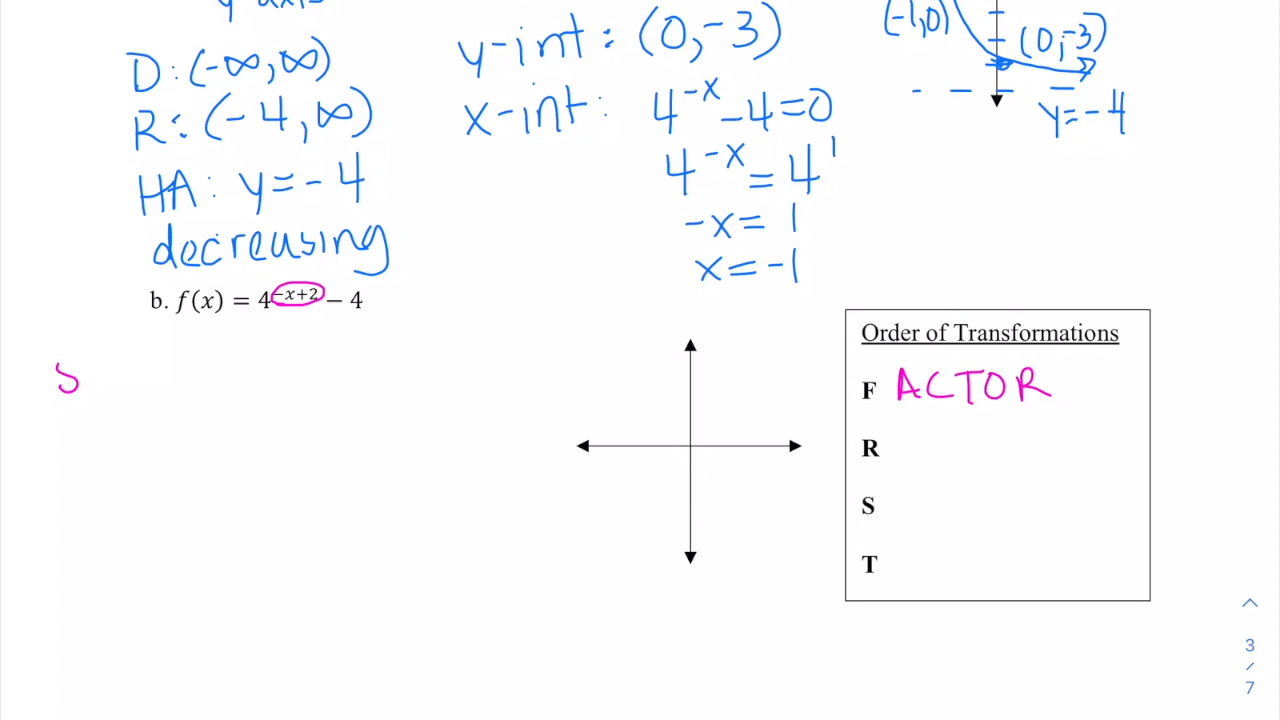 y-axis
D: (-∞, ∞)
R: (-4, ∞)
HA: y = -4
decreasing
y-int: (0, -3)
x-int: 4^{-x} - 4 = 0
4^{-x} = 4^1
-x = 1
x = -1
(-1, 0)
(0, -3)
y = -4
b. f(x) = 4^{-x+2} - 4
S
Order of Transformations
F ACTOR
R
S
T
3
/
7